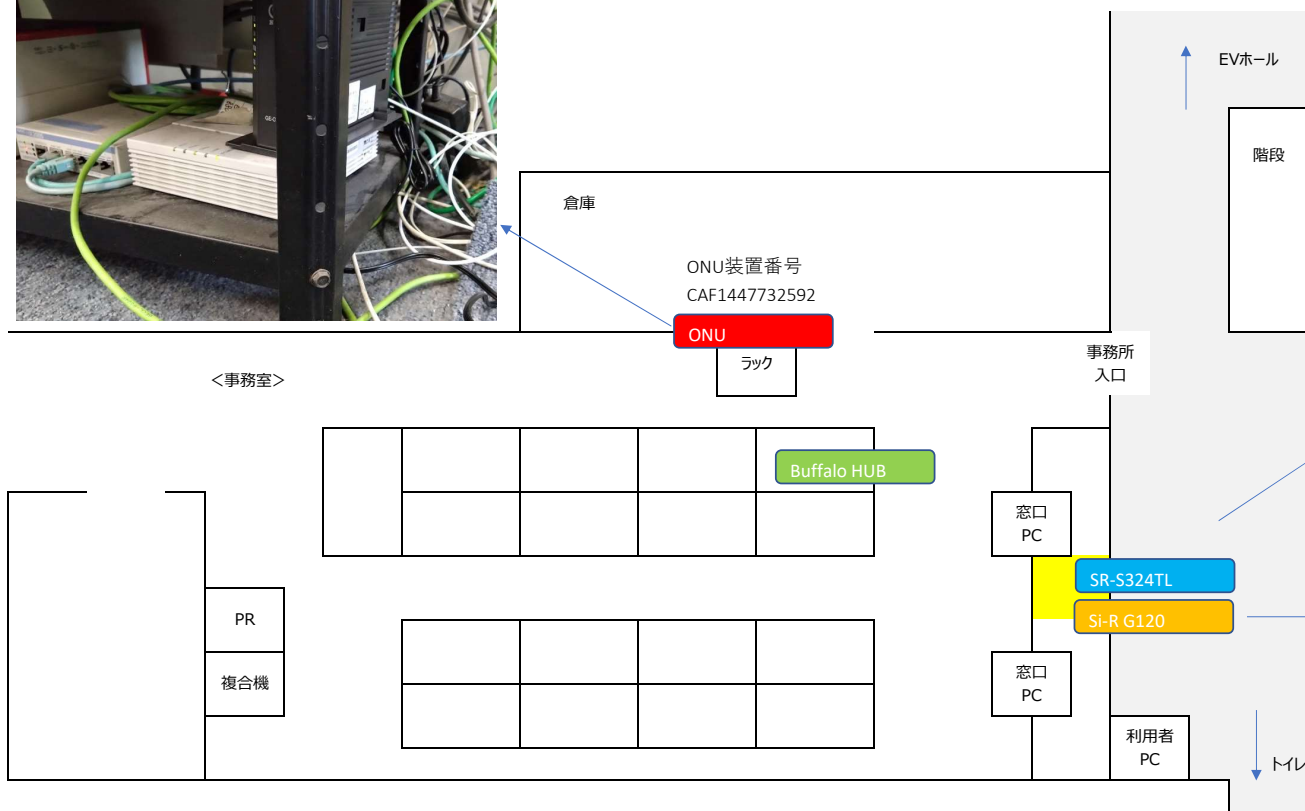 EVホール
階段
倉庫
ONU装置番号
CAF1447732592
ONU
ラック
事務所
入口
<事務室>
Buffalo HUB
窓口
PC
SR-S324TL
Si-R G120
PR
複合機
窓口
PC
利用者
PC
トイレ